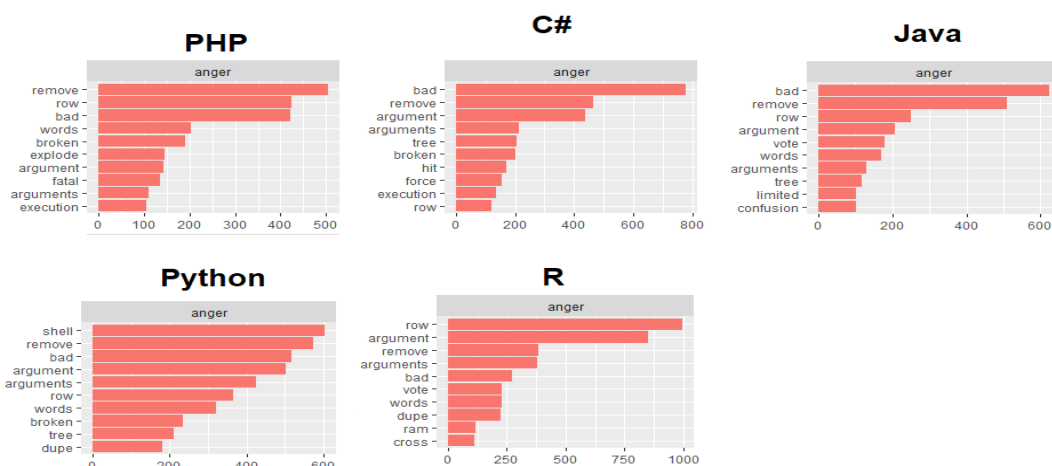 PHP
anger
remove
row
bad
words
broken
explode
argument
fatal
arguments
execution
0 100 200 300 400 500
C#
anger
bad
remove
argument
arguments
tree
broken
hit
force
execution
row
0 200 400 600 800
Java
anger
bad
remove
row
argument
vote
words
arguments
tree
limited
confusion
0 200 400 600
Python
anger
shell
remove
bad
argument
arguments
row
words
broken
tree
dupe
0 200 400 600
R
anger
row
argument
remove
arguments
bad
vote
words
dupe
ram
cross
0 250 500 750 1000